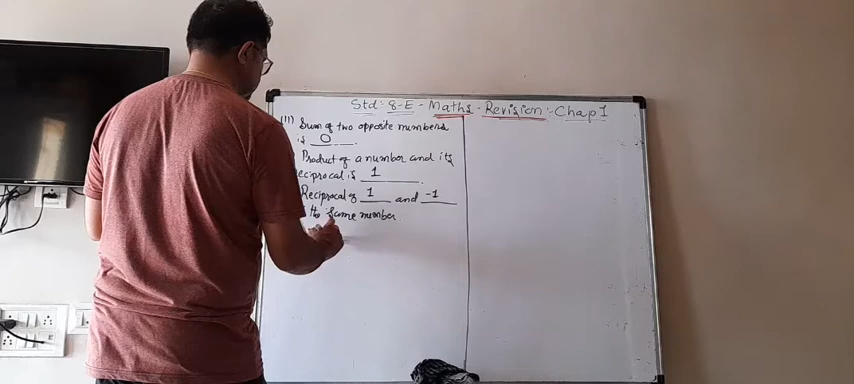 Std :- 8-E - Maths - Revision :- Chap 1
(11) Sum of two opposite numbers
is 0
Product of a number and its
reciprocal is 1
Reciprocal of 1 and -1
the same number